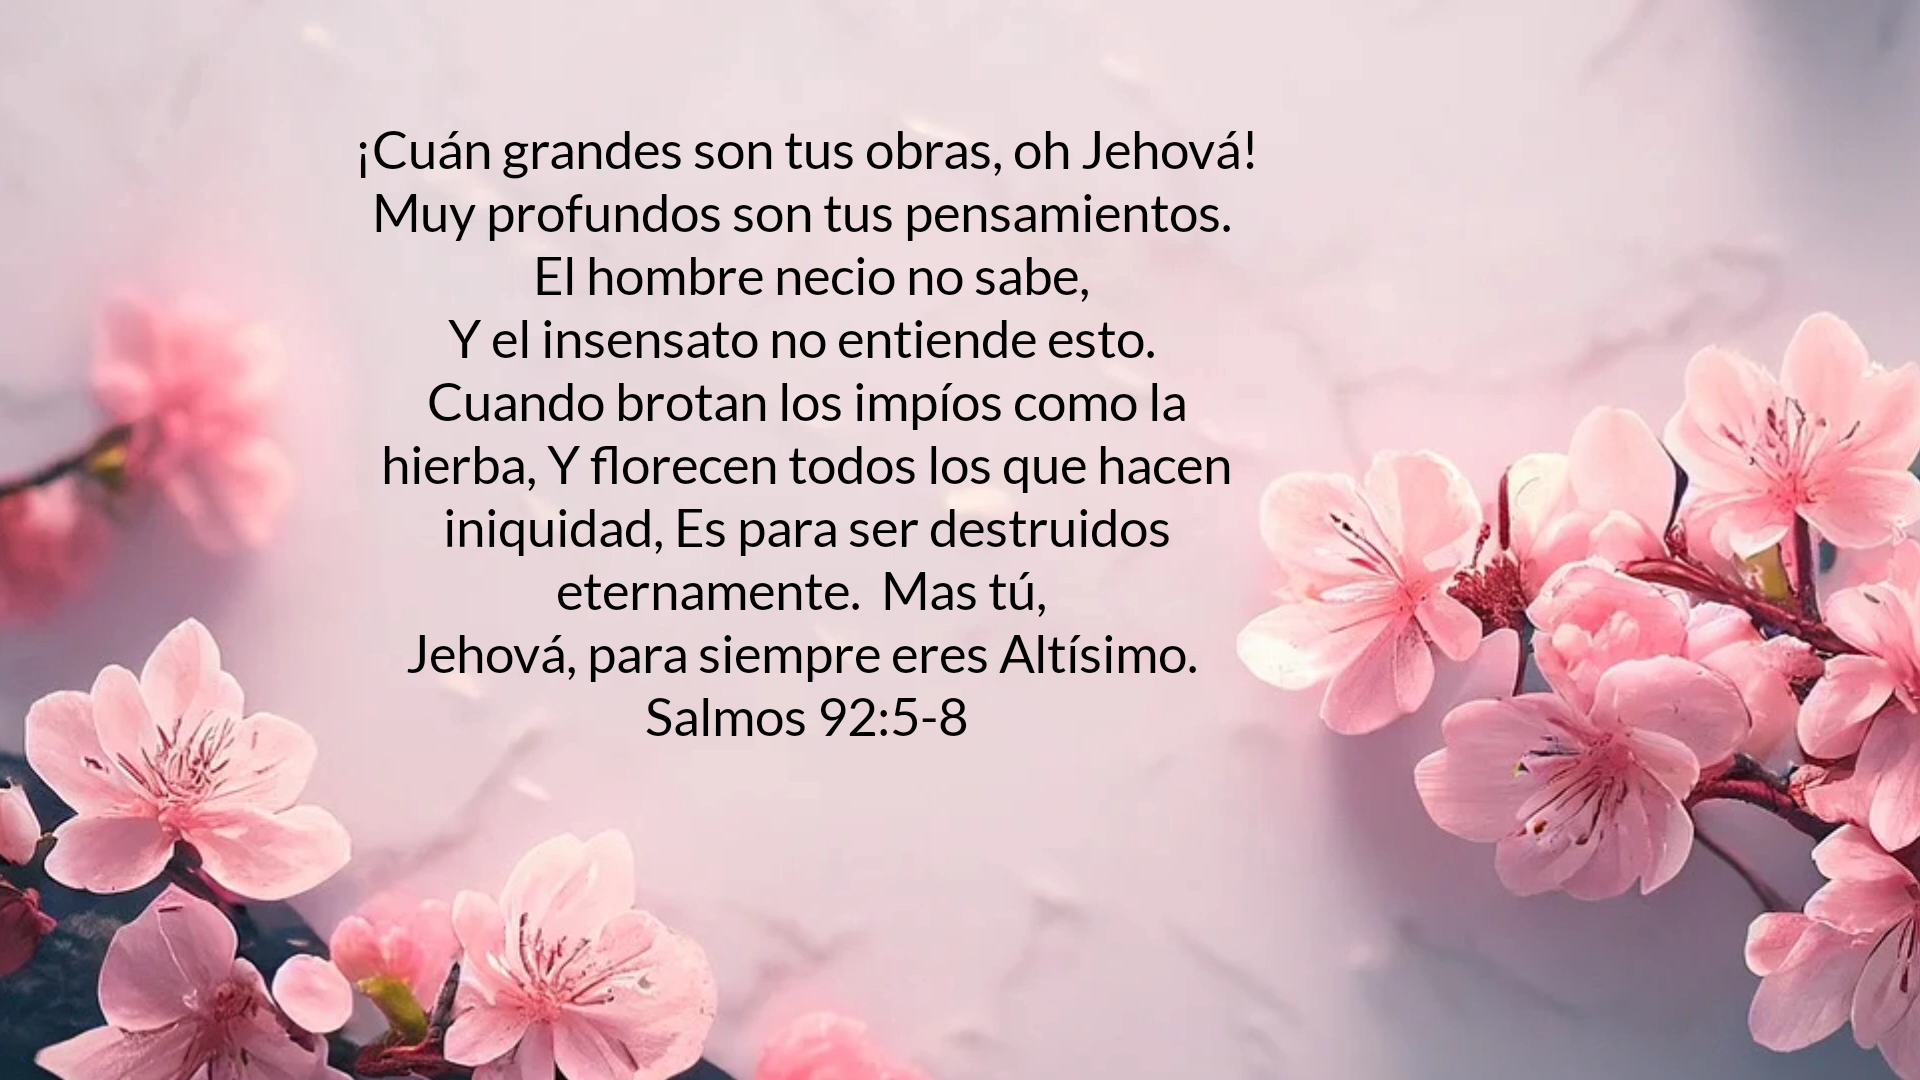 ¡Cuán grandes son tus obras, oh Jehová!
Muy profundos son tus pensamientos.
El hombre necio no sabe,
Y el insensato no entiende esto.
Cuando brotan los impíos como la
hierba, Y florecen todos los que hacen
iniquidad, Es para ser destruidos
eternamente.  Mas tú,
Jehová, para siempre eres Altísimo.
Salmos 92:5-8